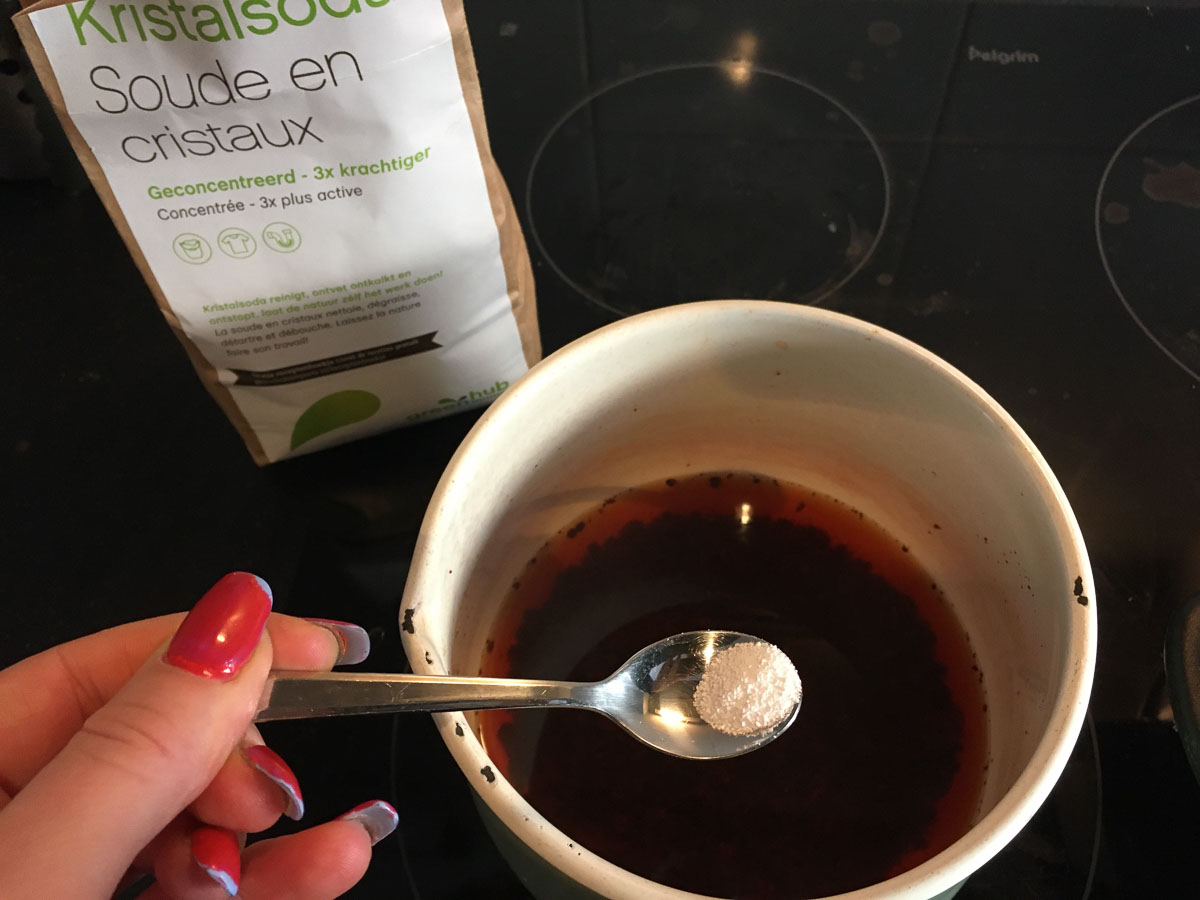 Kristalsoda
Soude en
cristaux
Geconcentreerd - 3x krachtiger
Concentrée - 3x plus active
Kristalsoda reinigt, ontvet ontkalkt en
ontstopt, laat de natuur zélf het werk doen!
La soude en cristaux nettoie, dégraisse,
détartre et débouche. Laissez la nature
faire son travail!
greenhub
Pelgrim